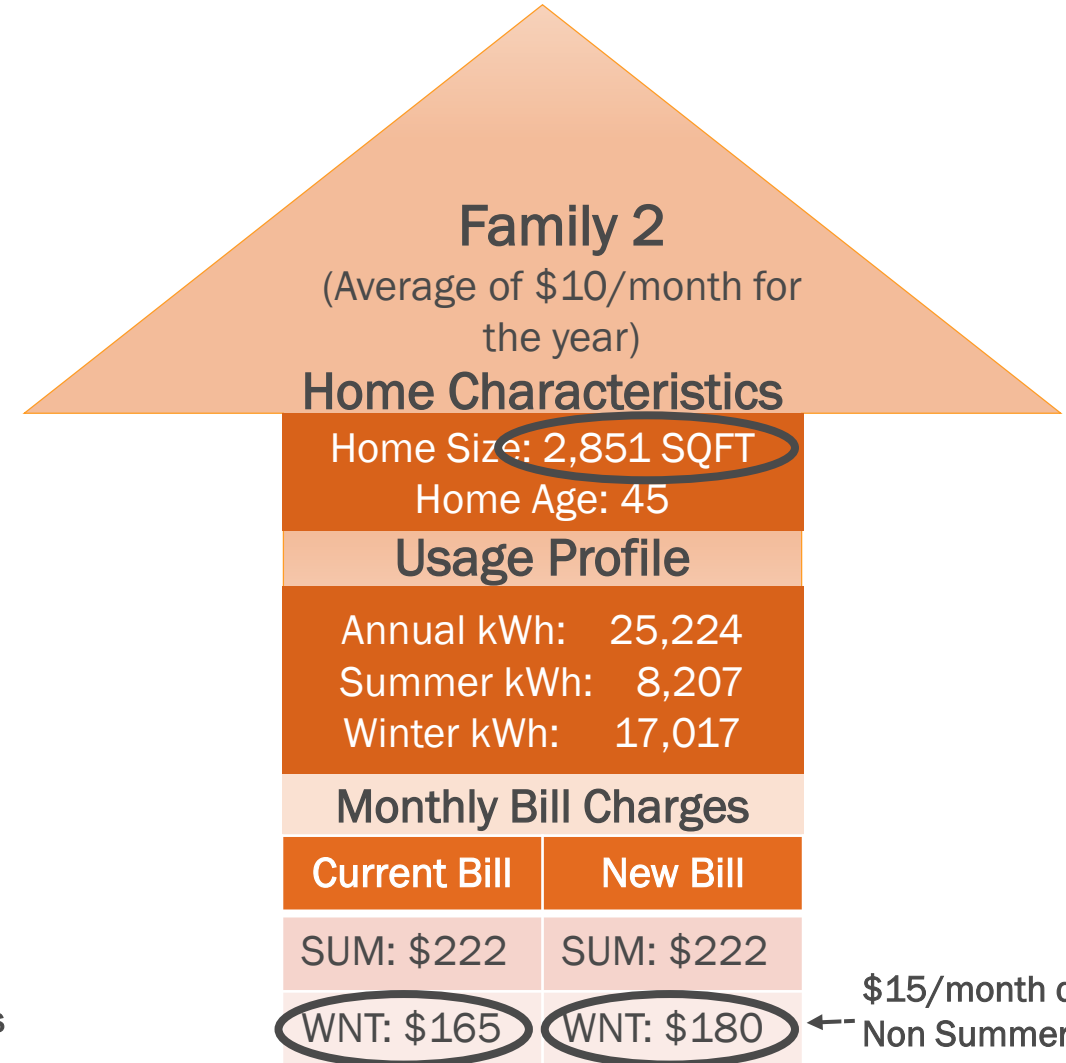 Family 2
(Average of $10/month for
the year)
Home Characteristics
Home Size: 2,851 SQFT
Home Age: 45
Usage Profile
Annual kWh: 25,224
Summer kWh: 8,207
Winter kWh: 17,017
Monthly Bill Charges
Current Bill New Bill
SUM: $222 SUM: $222
WNT: $165 WNT: $180
$15/month
Non Summer